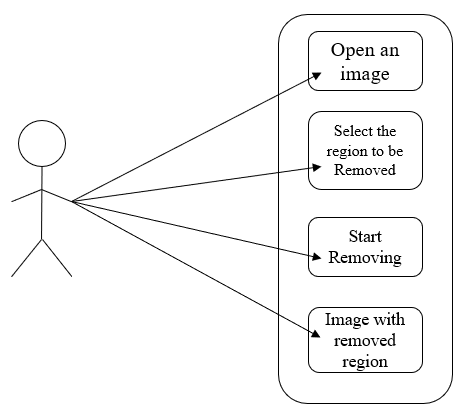 Open an
image
Select the
region to be
Removed
Start
Removing
Image with
removed
region